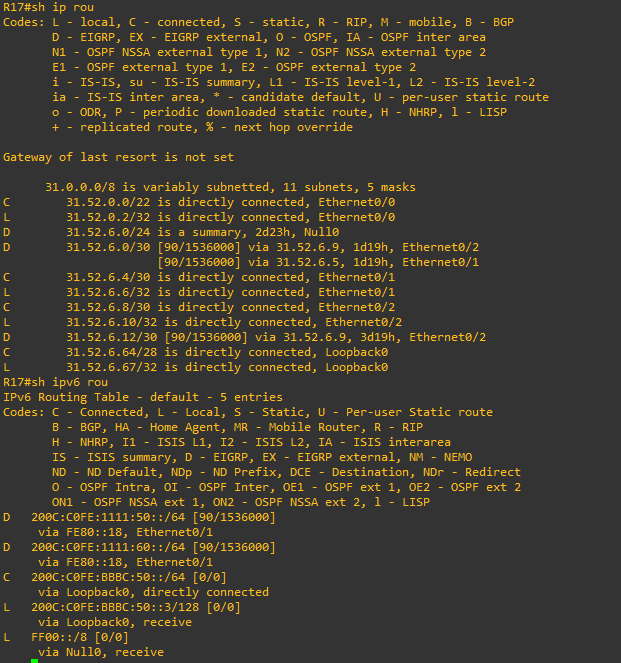 R17#sh ip rou
Codes: L - local, C - connected, S - static, R - RIP, M - mobile, B - BGP
       D - EIGRP, EX - EIGRP external, O - OSPF, IA - OSPF inter area
       N1 - OSPF NSSA external type 1, N2 - OSPF NSSA external type 2
       E1 - OSPF external type 1, E2 - OSPF external type 2
       i - IS-IS, su - IS-IS summary, L1 - IS-IS level-1, L2 - IS-IS level-2
       ia - IS-IS inter area, * - candidate default, U - per-user static route
       o - ODR, P - periodic downloaded static route, H - NHRP, l - LISP
       + - replicated route, % - next hop override

Gateway of last resort is not set

      31.0.0.0/8 is variably subnetted, 11 subnets, 5 masks
C        31.52.0.0/22 is directly connected, Ethernet0/0
L        31.52.0.2/32 is directly connected, Ethernet0/0
D        31.52.6.0/24 is a summary, 2d23h, Null0
D        31.52.6.0/30 [90/1536000] via 31.52.6.9, 1d19h, Ethernet0/2
                      [90/1536000] via 31.52.6.5, 1d19h, Ethernet0/1
C        31.52.6.4/30 is directly connected, Ethernet0/1
L        31.52.6.6/32 is directly connected, Ethernet0/1
C        31.52.6.8/30 is directly connected, Ethernet0/2
L        31.52.6.10/32 is directly connected, Ethernet0/2
D        31.52.6.12/30 [90/1536000] via 31.52.6.9, 3d19h, Ethernet0/2
C        31.52.6.64/28 is directly connected, Loopback0
L        31.52.6.67/32 is directly connected, Loopback0
R17#sh ipv6 rou
IPv6 Routing Table - default - 5 entries
Codes: C - Connected, L - Local, S - Static, U - Per-user Static route
       B - BGP, HA - Home Agent, MR - Mobile Router, R - RIP
       H - NHRP, I1 - ISIS L1, I2 - ISIS L2, IA - ISIS interarea
       IS - ISIS summary, D - EIGRP, EX - EIGRP external, NM - NEMO
       ND - ND Default, NDp - ND Prefix, DCE - Destination, NDr - Redirect
       O - OSPF Intra, OI - OSPF Inter, OE1 - OSPF ext 1, OE2 - OSPF ext 2
       ON1 - OSPF NSSA ext 1, ON2 - OSPF NSSA ext 2, l - LISP
D   200C:C0FE:1111:50::/64 [90/1536000]
     via FE80::18, Ethernet0/1
D   200C:C0FE:1111:60::/64 [90/1536000]
     via FE80::18, Ethernet0/1
C   200C:C0FE:BBBC:50::/64 [0/0]
     via Loopback0, directly connected
L   200C:C0FE:BBBC:50::3/128 [0/0]
     via Loopback0, receive
L   FF00::/8 [0/0]
     via Null0, receive